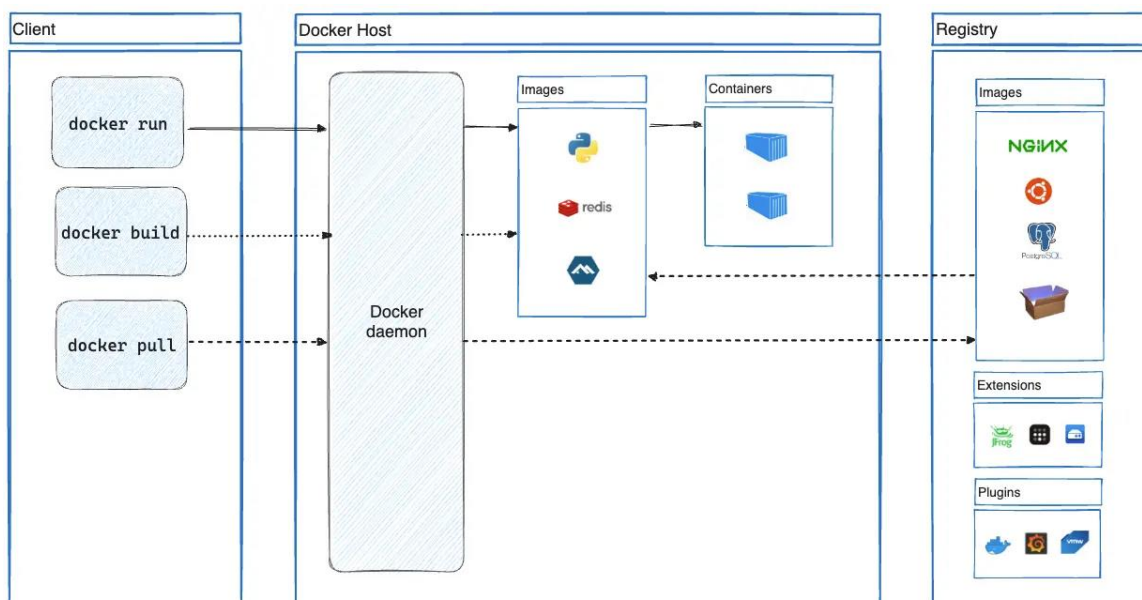 Client
docker run
docker build
docker pull
Docker Host
Docker
daemon
Images
redis
Containers
Registry
Images
NGINX
PostgreSQL
Extensions
JFrog
Plugins
vmw